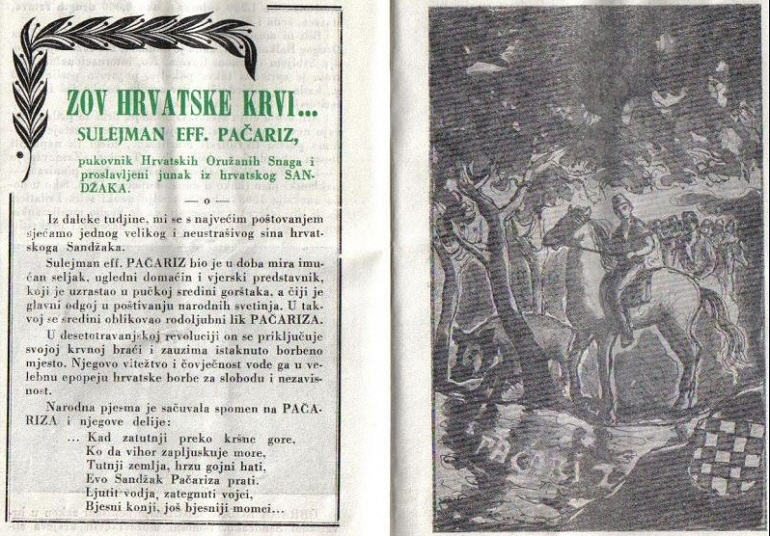 ZOV HRVATSKE KRVI...
SULEJMAN EFF. PAČARIZ,
pukovnik Hrvatskih Oružanih Snaga i
proslavljeni junak iz hrvatskog SAN-
DŽAKA.
— o —
Iz daleke tudjine, mi se s najvećim poštovanjem
sjećamo jednog velikog i neustrašivog sina hrvat-
skoga Sandžaka.
Sulejman eff. PAČARIZ bio je u doba mira imu-
ćan seljak, ugledni domaćin i vjerski predstavnik,
koji je uzrastao u pučkoj sredini gorštaka, a čiji je
glavni odgoj u poštivanju narodnih svetinja. U tak-
voj se sredini oblikovao rodoljubni lik PAČARIZA.
U desetotravanjskoj revoluciji on se priključuje
svojoj krvnoj braći i zauzima istaknuto borbeno
mjesto. Njegovo vitežtvo i čovječnost vode ga u ve-
lebnu epopeju hrvatske borbe za slobodu i nezavis-
nost.
Narodna pjesma je sačuvala spomen na PAČA-
RIZA i njegove delije:
... Kad zatutnji preko kršne gore,
Ko da vihor zapljuskuje more,
Tutnji zemlja, hrzu gojni hati,
Evo Sandžak Pačariza prati.
Ljutit vodja, zategnuti vojci,
Bjesni konji, još bjesniji momci...
PAČARIZ